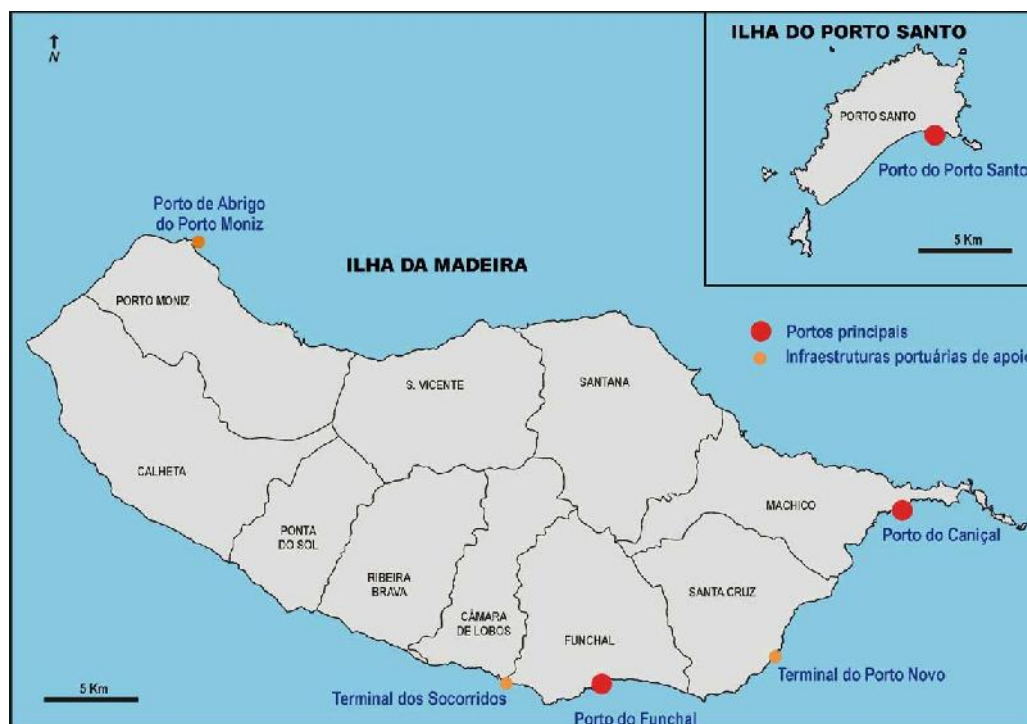 N
ILHA DO PORTO SANTO
PORTO SANTO
Porto do Porto Santo
5 Km
Porto de Abrigo
do Porto Moniz
ILHA DA MADEIRA
PORTO MONIZ
Portos principais
Infraestruturas portuárias de apoio
S. VICENTE
SANTANA
CALHETA
MACHICO
PONTA
DO SOL
Porto do Caniçal
RIBEIRA
BRAVA
SANTA CRUZ
CÂMARA
DE LOBOS
FUNCHAL
Terminal do Porto Novo
5 Km
Terminal dos Socorridos
Porto do Funchal